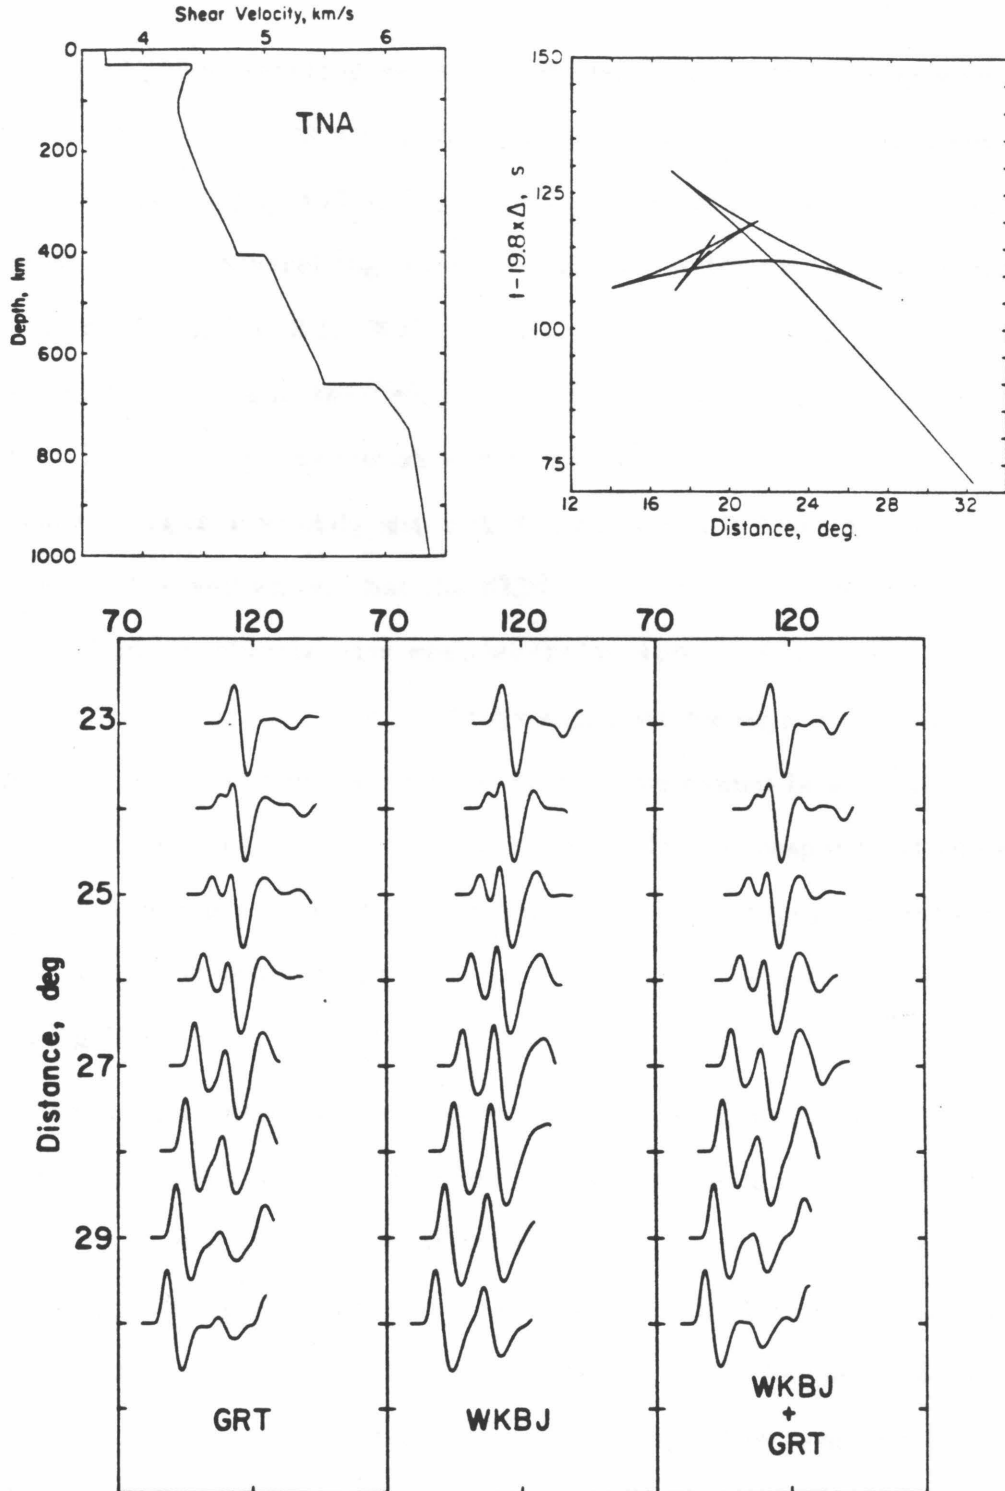 Shear Velocity, km/s
4 5 6
0
200
400
600
800
1000
Depth, km
TNA
150
125
100
75
t-19.8xΔ, s
12 16 20 24 28 32
Distance, deg.
70 120 70 120 70 120
23
25
27
29
Distance, deg
GRT
WKBJ
WKBJ
+
GRT